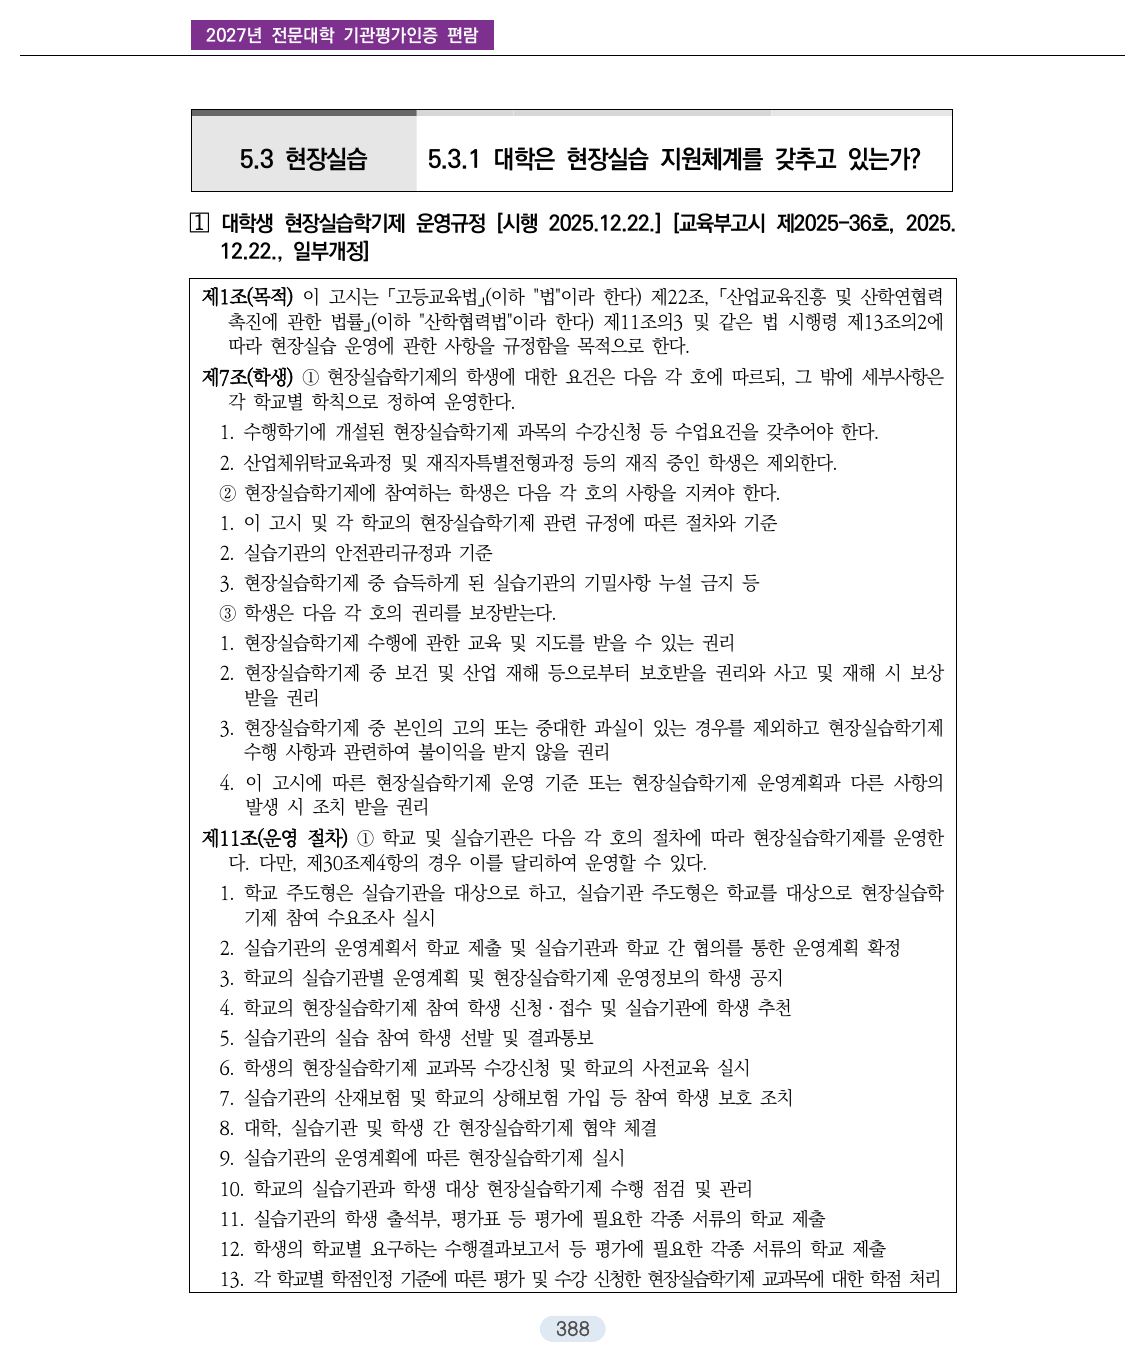 2027년 전문대학 기관평가인증 편람
5.3 현장실습
5.3.1 대학은 현장실습 지원체계를 갖추고 있는가?
1 대학생 현장실습학기제 운영규정 [시행 2025.12.22.] [교육부고시 제2025-36호, 2025.
12.22., 일부개정]
제1조(목적) 이 고시는 「고등교육법」(이하 "법"이라 한다) 제22조, 「산업교육진흥 및 산학연협력
촉진에 관한 법률」(이하 "산학협력법"이라 한다) 제11조의3 및 같은 법 시행령 제13조의2에
따라 현장실습 운영에 관한 사항을 규정함을 목적으로 한다.
제7조(학생) ① 현장실습학기제의 학생에 대한 요건은 다음 각 호에 따르되, 그 밖에 세부사항은
각 학교별 학칙으로 정하여 운영한다.
1. 수행학기에 개설된 현장실습학기제 과목의 수강신청 등 수업요건을 갖추어야 한다.
2. 산업체위탁교육과정 및 재직자특별전형과정 등의 재직 중인 학생은 제외한다.
② 현장실습학기제에 참여하는 학생은 다음 각 호의 사항을 지켜야 한다.
1. 이 고시 및 각 학교의 현장실습학기제 관련 규정에 따른 절차와 기준
2. 실습기관의 안전관리규정과 기준
3. 현장실습학기제 중 습득하게 된 실습기관의 기밀사항 누설 금지 등
③ 학생은 다음 각 호의 권리를 보장받는다.
1. 현장실습학기제 수행에 관한 교육 및 지도를 받을 수 있는 권리
2. 현장실습학기제 중 보건 및 산업 재해 등으로부터 보호받을 권리와 사고 및 재해 시 보상
받을 권리
3. 현장실습학기제 중 본인의 고의 또는 중대한 과실이 있는 경우를 제외하고 현장실습학기제
수행 사항과 관련하여 불이익을 받지 않을 권리
4. 이 고시에 따른 현장실습학기제 운영 기준 또는 현장실습학기제 운영계획과 다른 사항의
발생 시 조치 받을 권리
제11조(운영 절차) ① 학교 및 실습기관은 다음 각 호의 절차에 따라 현장실습학기제를 운영한
다. 다만, 제30조제4항의 경우 이를 달리하여 운영할 수 있다.
1. 학교 주도형은 실습기관을 대상으로 하고, 실습기관 주도형은 학교를 대상으로 현장실습학
기제 참여 수요조사 실시
2. 실습기관의 운영계획서 학교 제출 및 실습기관과 학교 간 협의를 통한 운영계획 확정
3. 학교의 실습기관별 운영계획 및 현장실습학기제 운영정보의 학생 공지
4. 학교의 현장실습학기제 참여 학생 신청·접수 및 실습기관에 학생 추천
5. 실습기관의 실습 참여 학생 선발 및 결과통보
6. 학생의 현장실습학기제 교과목 수강신청 및 학교의 사전교육 실시
7. 실습기관의 산재보험 및 학교의 상해보험 가입 등 참여 학생 보호 조치
8. 대학, 실습기관 및 학생 간 현장실습학기제 협약 체결
9. 실습기관의 운영계획에 따른 현장실습학기제 실시
10. 학교의 실습기관과 학생 대상 현장실습학기제 수행 점검 및 관리
11. 실습기관의 학생 출석부, 평가표 등 평가에 필요한 각종 서류의 학교 제출
12. 학생의 학교별 요구하는 수행결과보고서 등 평가에 필요한 각종 서류의 학교 제출
13. 각 학교별 학점인정 기준에 따른 평가 및 수강 신청한 현장실습학기제 교과목에 대한 학점 처리
388